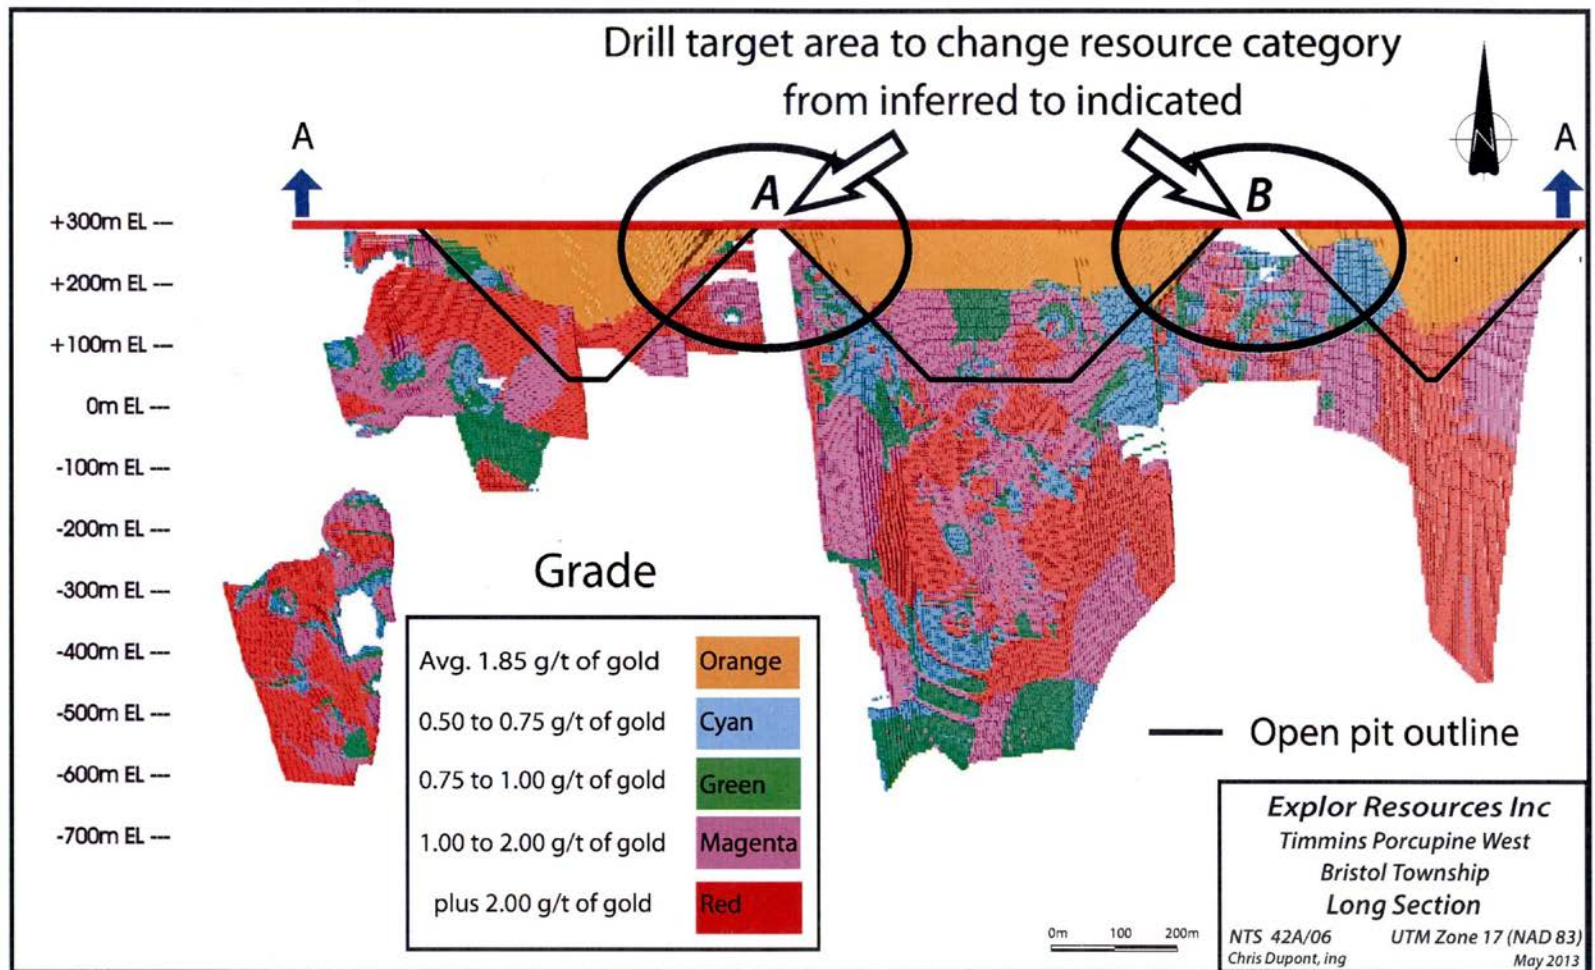 Drill target area to change resource category
from inferred to indicated
A
A
A
B
N
+300m EL ---
+200m EL ---
+100m EL ---
0m EL ---
-100m EL ---
-200m EL ---
-300m EL ---
-400m EL ---
-500m EL ---
-600m EL ---
-700m EL ---
Grade
Avg. 1.85 g/t of gold Orange
0.50 to 0.75 g/t of gold Cyan
0.75 to 1.00 g/t of gold Green
1.00 to 2.00 g/t of gold Magenta
plus 2.00 g/t of gold Red
Open pit outline
0m 100 200m
Explor Resources Inc
Timmins Porcupine West
Bristol Township
Long Section
NTS 42A/06 UTM Zone 17 (NAD 83)
Chris Dupont, ing May 2013